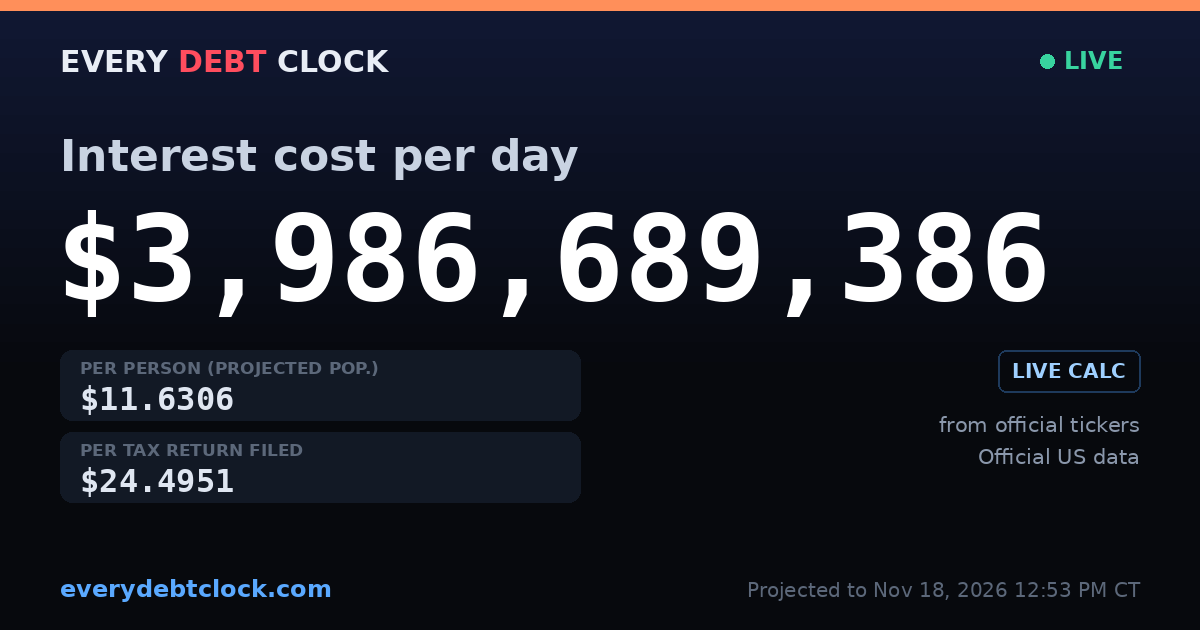 EVERY DEBT CLOCK
LIVE
Interest cost per day
$3,986,689,386
PER PERSON (PROJECTED POP.)
$11.6306
PER TAX RETURN FILED
$24.4951
LIVE CALC
from official tickers
Official US data
everydebtclock.com
Projected to Nov 18, 2026 12:53 PM CT